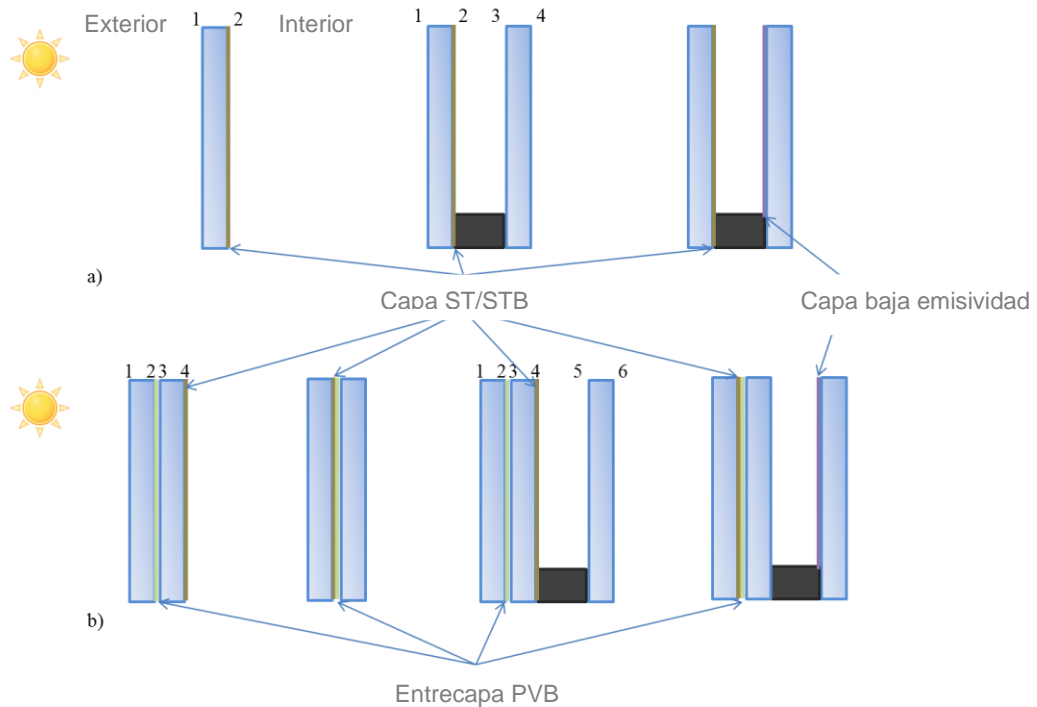 Exterior Interior
1 2 1 2 3 4
a)
Capa ST/STB Capa baja emisividad
1 2 3 4 1 2 3 4 5 6
b)
Entrecapa PVB